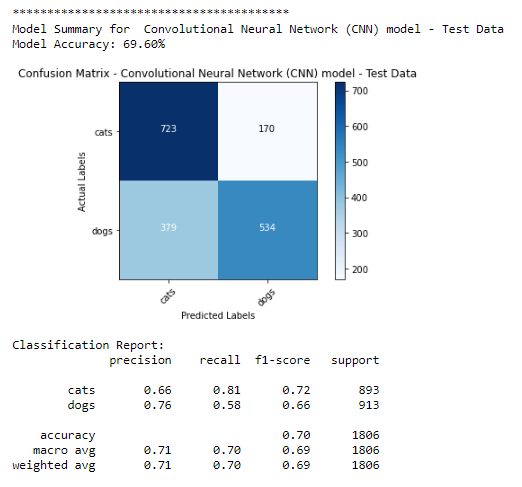 ****************************************
Model Summary for  Convolutional Neural Network (CNN) model - Test Data
Model Accuracy: 69.60%
Confusion Matrix - Convolutional Neural Network (CNN) model - Test Data
700
cats 723 170
600
500
Actual Labels
400
dogs 379 534
300
200
cats dogs
Predicted Labels
Classification Report:
precision recall f1-score support
cats 0.66 0.81 0.72 893
dogs 0.76 0.58 0.66 913
accuracy 0.70 1806
macro avg 0.71 0.70 0.69 1806
weighted avg 0.71 0.70 0.69 1806